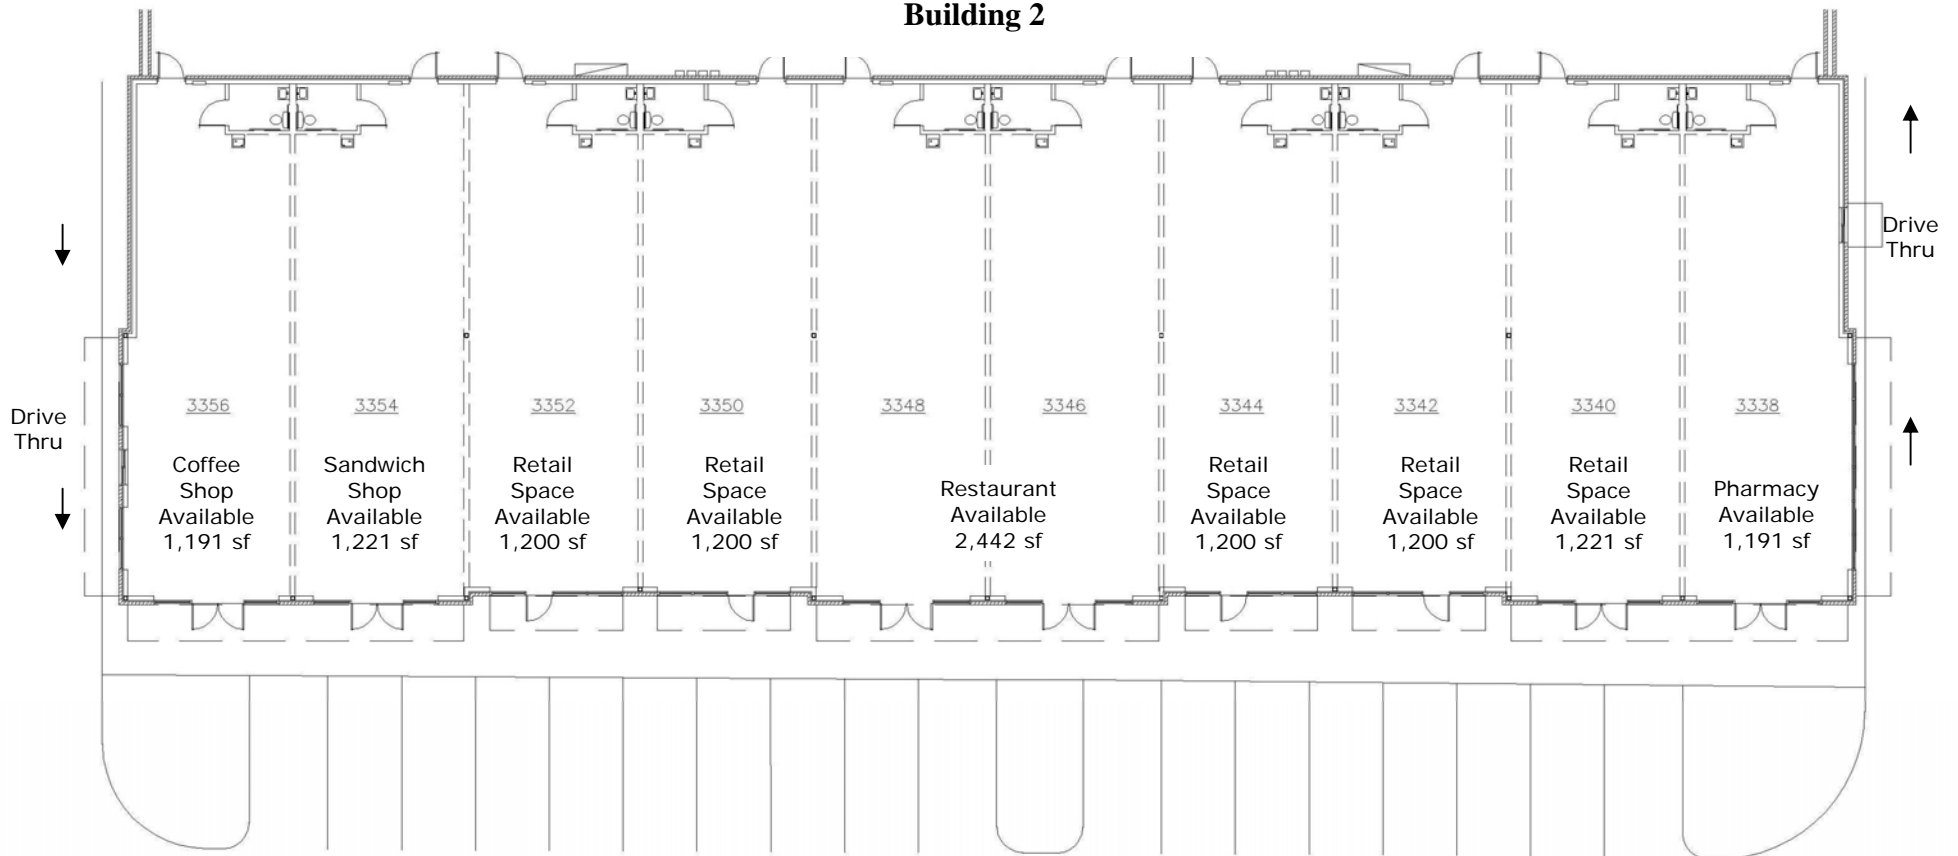 Building 2
Drive
Thru
Drive
Thru
3356
3354
3352
3350
3348
3346
3344
3342
3340
3338
Coffee
Shop
Available
1,191 sf
Sandwich
Shop
Available
1,221 sf
Retail
Space
Available
1,200 sf
Retail
Space
Available
1,200 sf
Restaurant
Available
2,442 sf
Retail
Space
Available
1,200 sf
Retail
Space
Available
1,200 sf
Retail
Space
Available
1,221 sf
Pharmacy
Available
1,191 sf